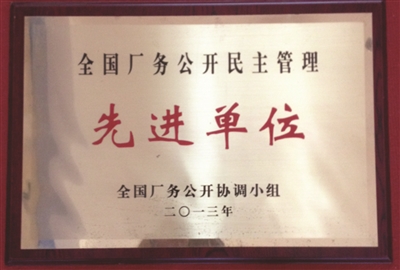 全国厂务公开民主管理
先进单位
全国厂务公开协调小组
二〇一三年